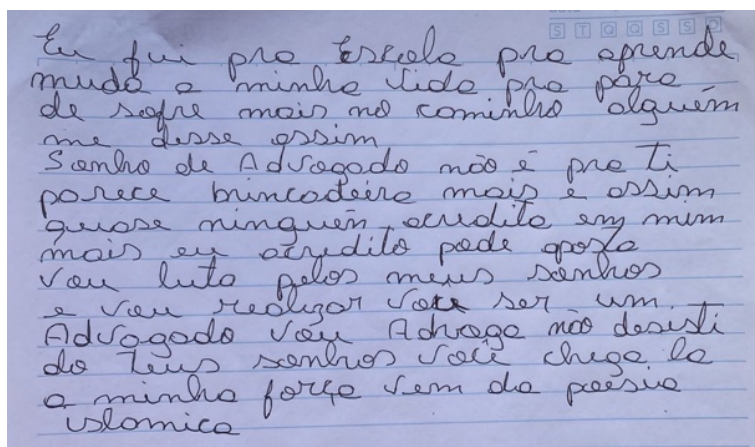 S T Q Q S S D
Eu fui pra Escola pra aprende
muda a minha vida pra para
de sofre mais no caminho alguém
me desse assim
Sonho de Advogado não é pra ti
parece brincadeira mais é assim
quase ninguém acredita em mim
mais eu acredito pode aposta
vou luta pelos meus sonhos
e vou realizar vou ser um
Advogado vou Advoga não desisti
do teus sonhos você chega la
a minha força vem da poesia
islamica